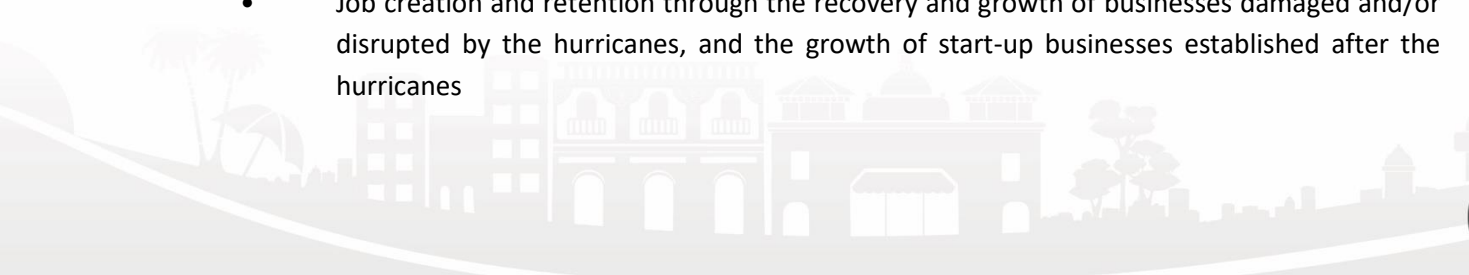 • Job creation and retention through the recovery and growth of businesses damaged and/or
disrupted by the hurricanes, and the growth of start-up businesses established after the
hurricanes